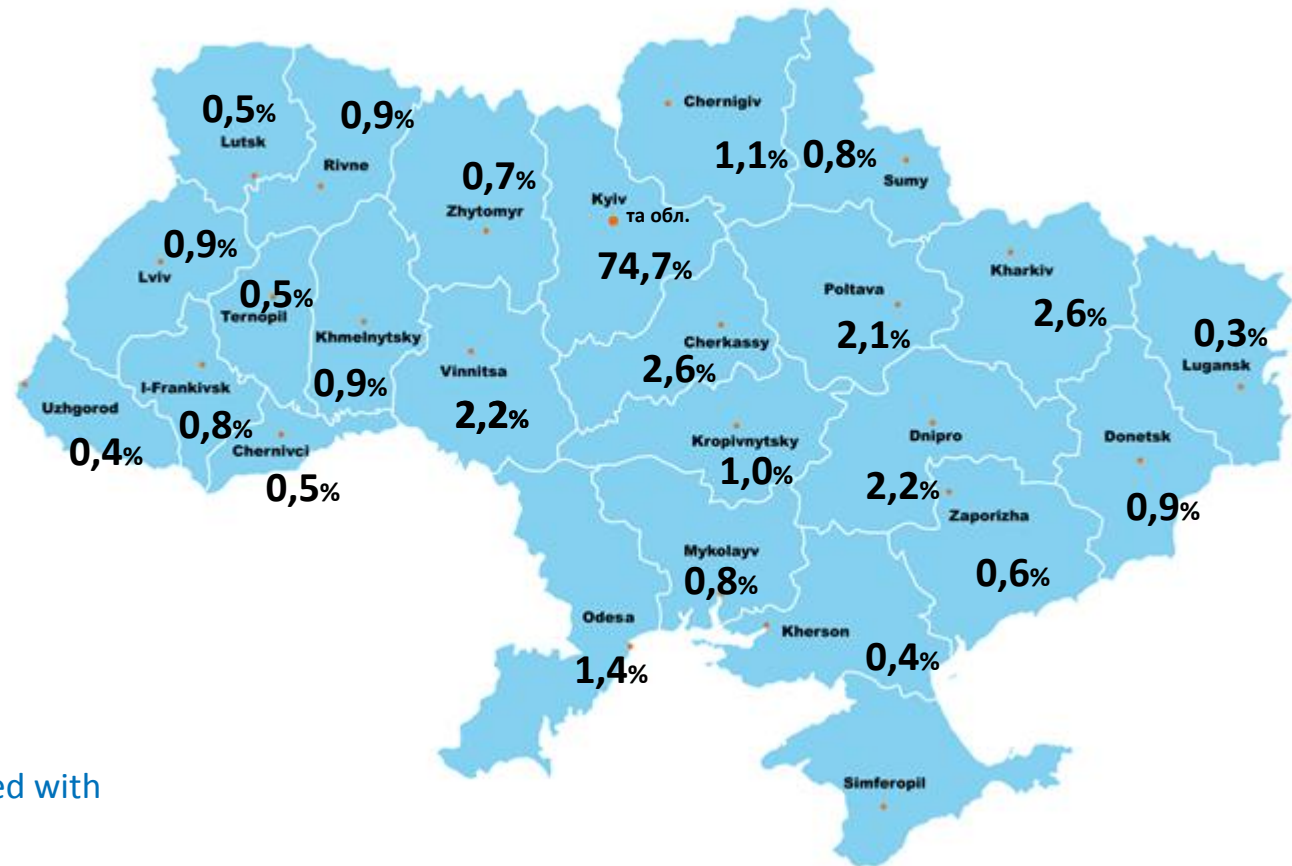 Chernigiv
1,1%
0,8%
Sumy
0,5%
Lutsk
0,9%
Rivne
0,7%
Zhytomyr
Kyiv
та обл.
74,7%
0,9%
Lviv
0,5%
Ternopil
Khmelnytsky
0,9%
Vinnitsa
2,2%
Cherkassy
2,6%
Poltava
2,1%
Kharkiv
2,6%
0,3%
Lugansk
Uzhgorod
0,4%
I-Frankivsk
0,8%
Chernivci
0,5%
Kropivnytsky
1,0%
Dnipro
2,2%
Donetsk
0,9%
Zaporizha
0,6%
Mykolayv
0,8%
Odesa
1,4%
Kherson
0,4%
Simferopil
ed with